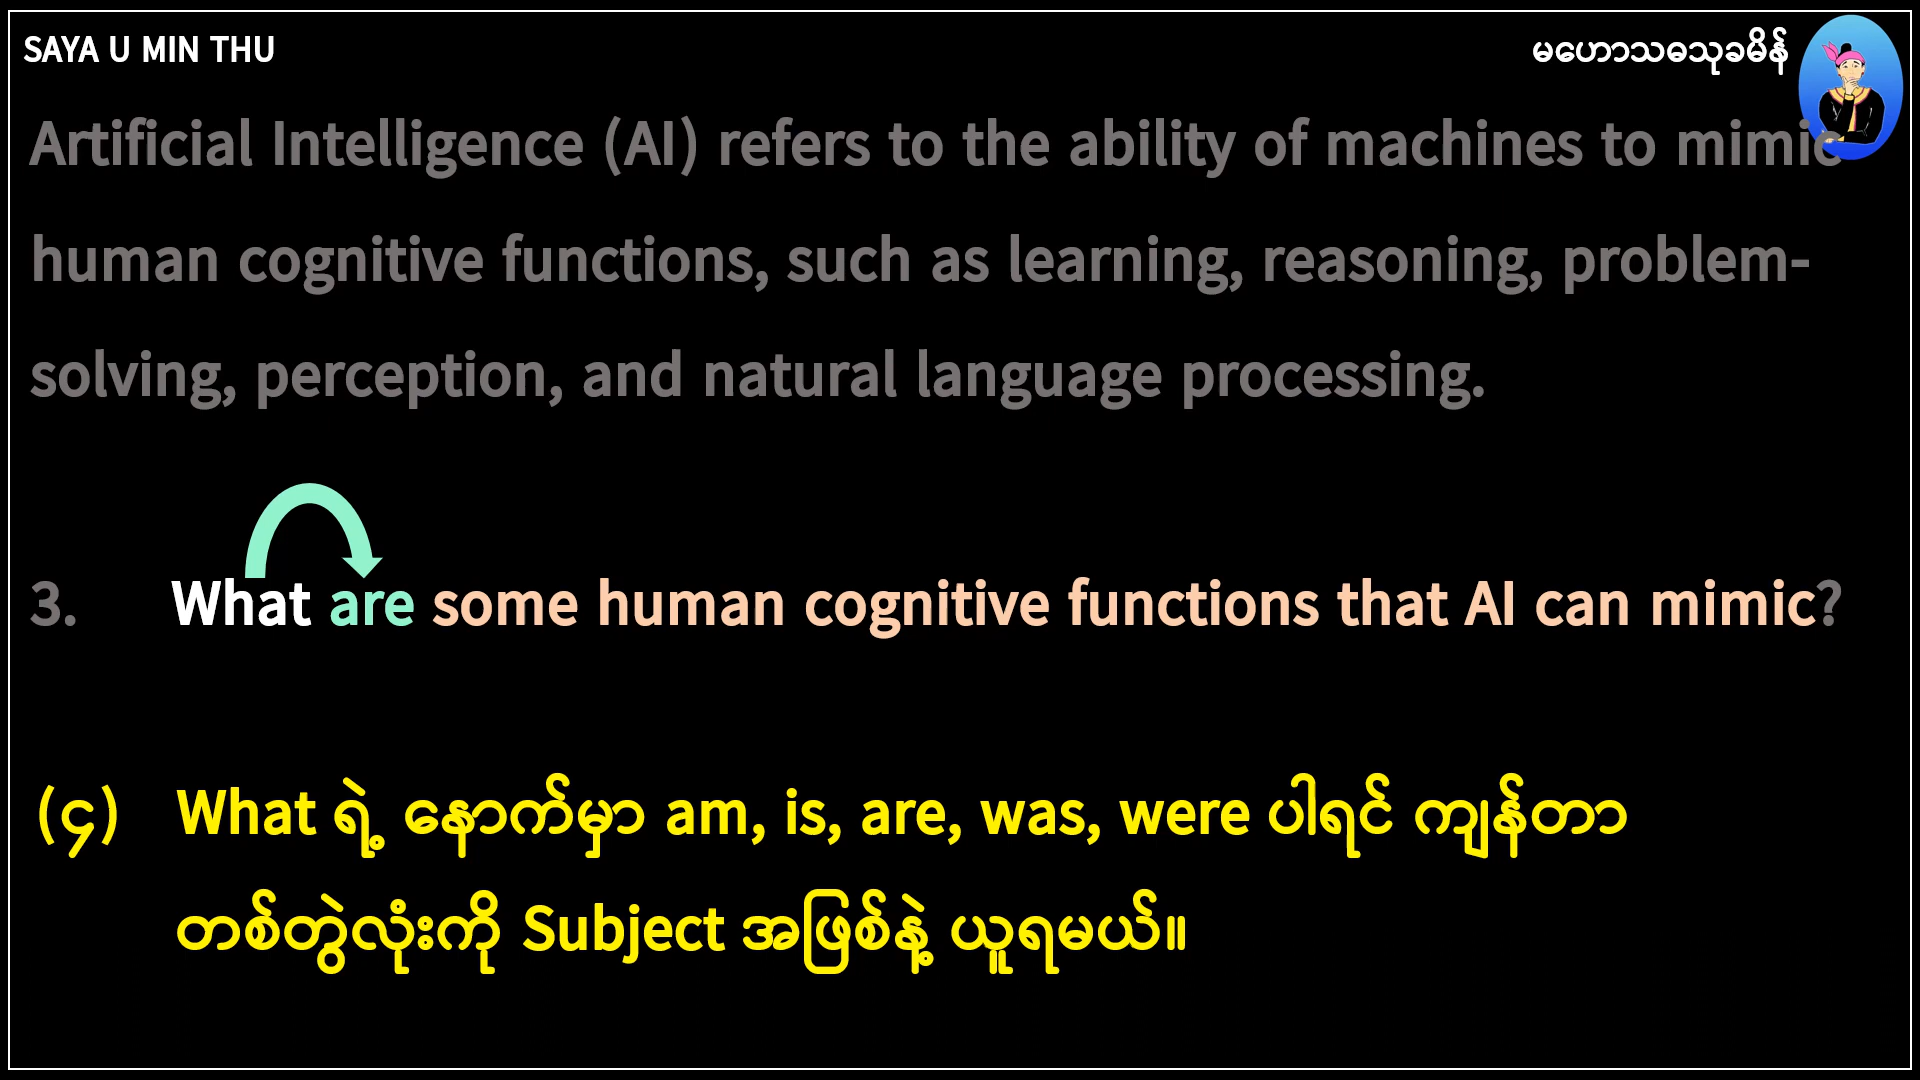 SAYA U MIN THU
မဟောသဓသုခမိန်
Artificial Intelligence (AI) refers to the ability of machines to mimic
human cognitive functions, such as learning, reasoning, problem-
solving, perception, and natural language processing.
3. What are some human cognitive functions that AI can mimic?
(၄) What ရဲ့ နောက်မှာ am, is, are, was, were ပါရင် ကျန်တာ
တစ်တွဲလုံးကို Subject အဖြစ်နဲ့ ယူရမယ်။